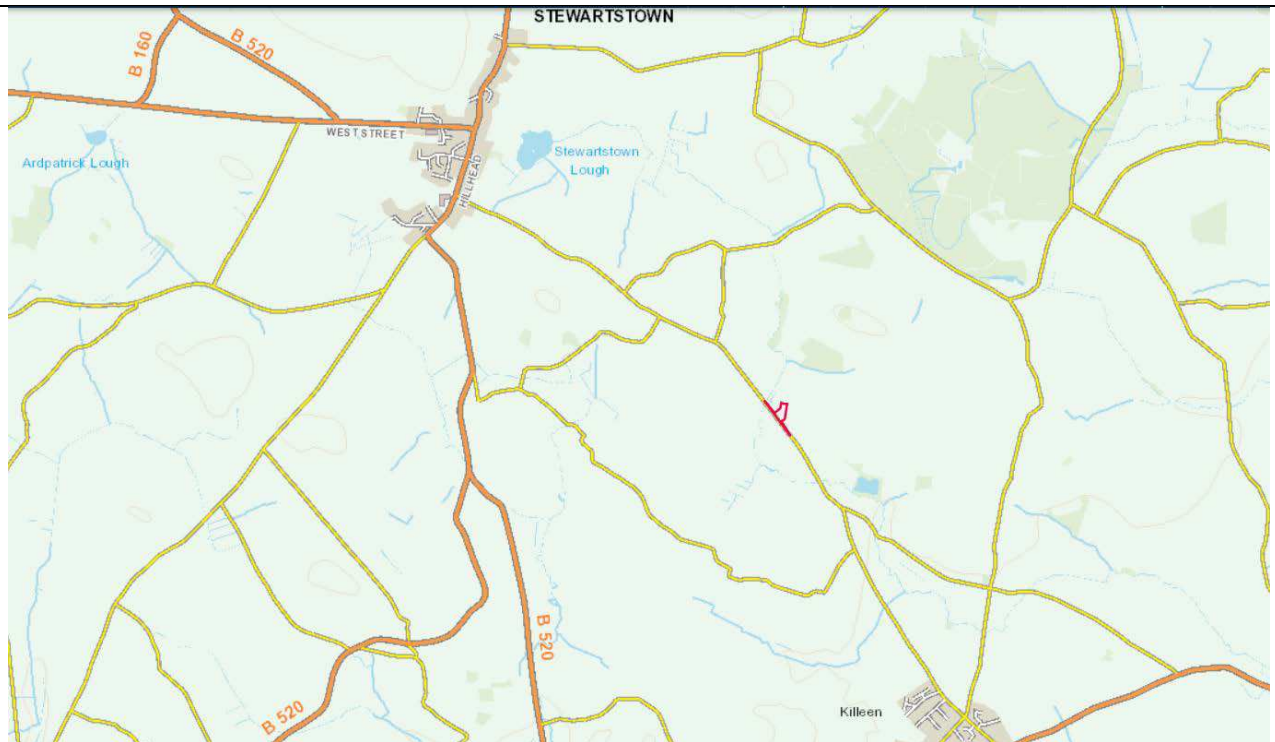 STEWARTSTOWN
B 160
B 520
WEST STREET
Ardpatrick Lough
Stewartstown
Lough
HILLHEAD
B 520
B 520
Killeen